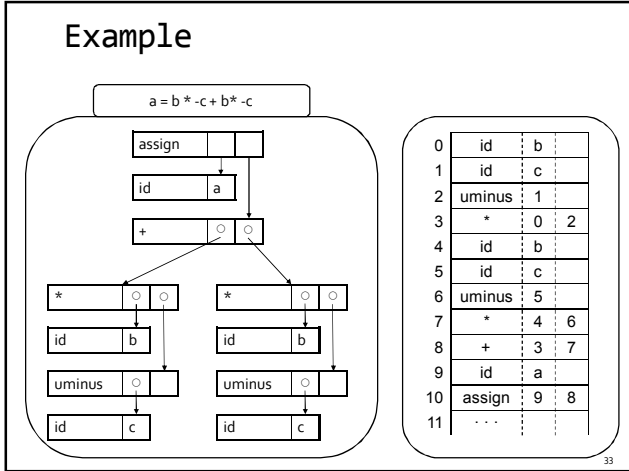 Example
a = b * -c + b* -c
assign
id a
+
* *
id b id b
uminus uminus
id c id c
0 id b
1 id c
2 uminus 1
3 * 0 2
4 id b
5 id c
6 uminus 5
7 * 4 6
8 + 3 7
9 id a
10 assign 9 8
11 . . .
33